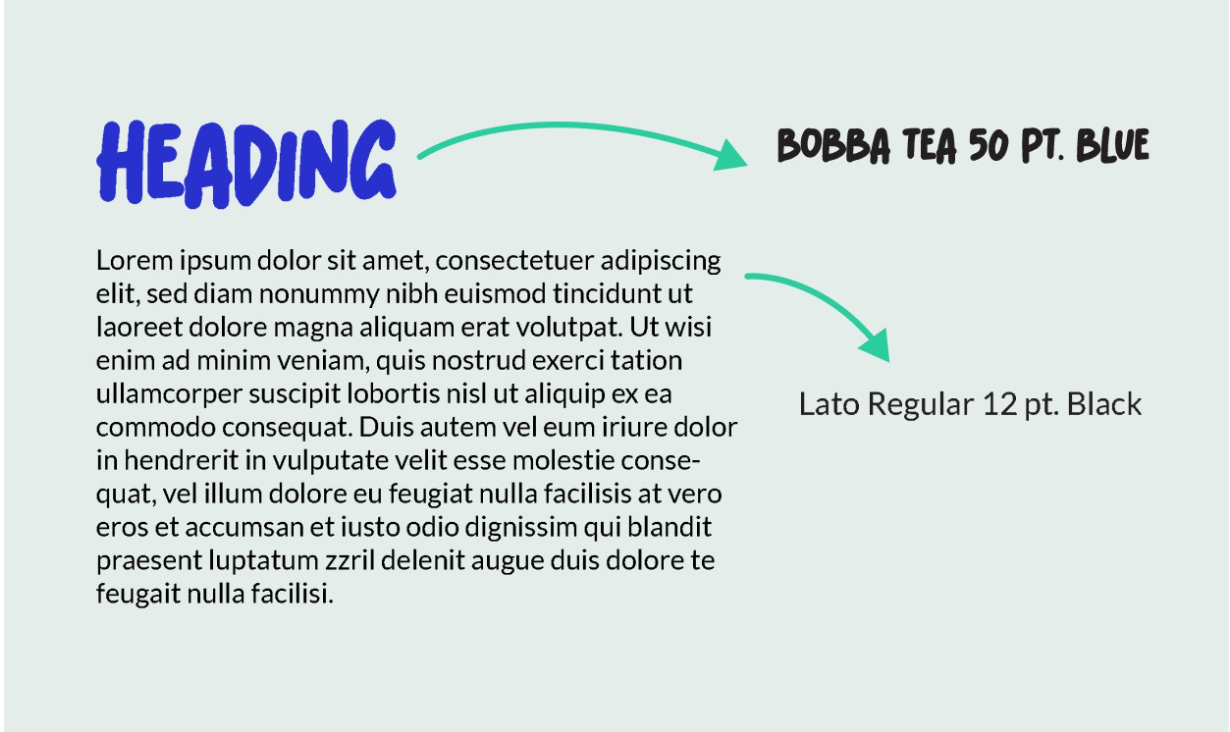 HEADING
BOBBA TEA 50 PT. BLUE
Lorem ipsum dolor sit amet, consectetuer adipiscing
elit, sed diam nonummy nibh euismod tincidunt ut
laoreet dolore magna aliquam erat volutpat. Ut wisi
enim ad minim veniam, quis nostrud exerci tation
ullamcorper suscipit lobortis nisl ut aliquip ex ea
commodo consequat. Duis autem vel eum iriure dolor
in hendrerit in vulputate velit esse molestie conse-
quat, vel illum dolore eu feugiat nulla facilisis at vero
eros et accumsan et iusto odio dignissim qui blandit
praesent luptatum zzril delenit augue duis dolore te
feugait nulla facilisi.
Lato Regular 12 pt. Black